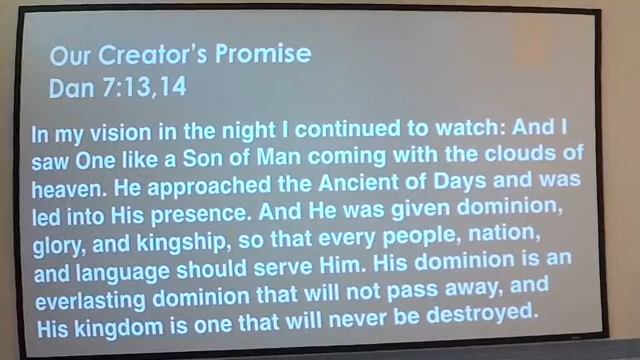 Our Creator's Promise
Dan 7:13,14
In my vision in the night I continued to watch: And I
saw One like a Son of Man coming with the clouds of
heaven. He approached the Ancient of Days and was
led into His presence. And He was given dominion,
glory, and kingship, so that every people, nation,
and language should serve Him. His dominion is an
everlasting dominion that will not pass away, and
His kingdom is one that will never be destroyed.